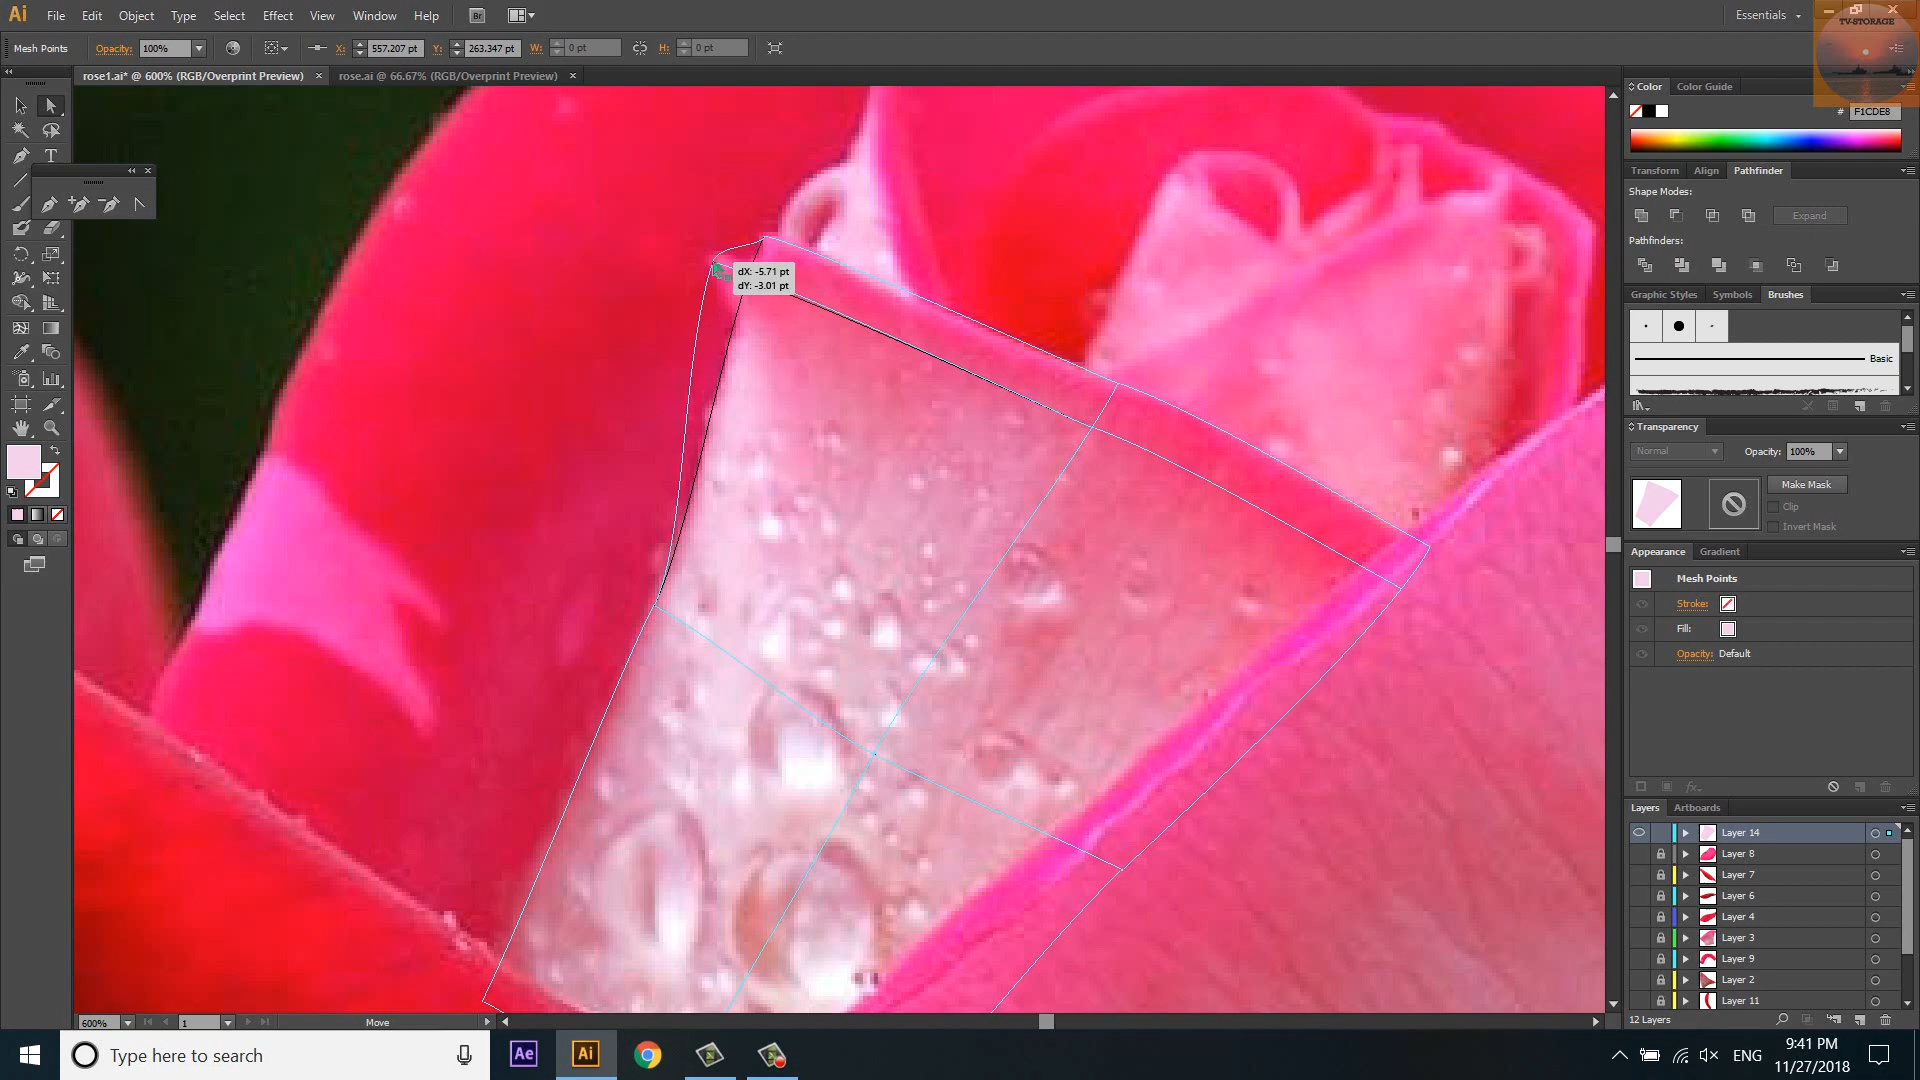 Ai File Edit Object Type Select Effect View Window Help Br Essentials
TV-STORAGE
Mesh Points Opacity: 100% X: 557.207 pt Y: 263.347 pt W: 0 pt H: 0 pt
rose1.ai* @ 600% (RGB/Overprint Preview) × rose.ai @ 66.67% (RGB/Overprint Preview) ×
Color Color Guide
# F1CDE8
T
Transform Align Pathfinder
Shape Modes:
Expand
Pathfinders:
dX: -5.71 pt
dY: -3.01 pt
Graphic Styles Symbols Brushes
Basic
Transparency
Normal Opacity: 100%
Make Mask
Clip
Invert Mask
Appearance Gradient
Mesh Points
Stroke:
Fill:
Opacity: Default
fx
Layers Artboards
Layer 14
Layer 8
Layer 7
Layer 6
Layer 4
Layer 3
Layer 9
Layer 2
Layer 11
12 Layers
600% 1 Move
Type here to search
Ae Ai
ENG
9:41 PM
11/27/2018